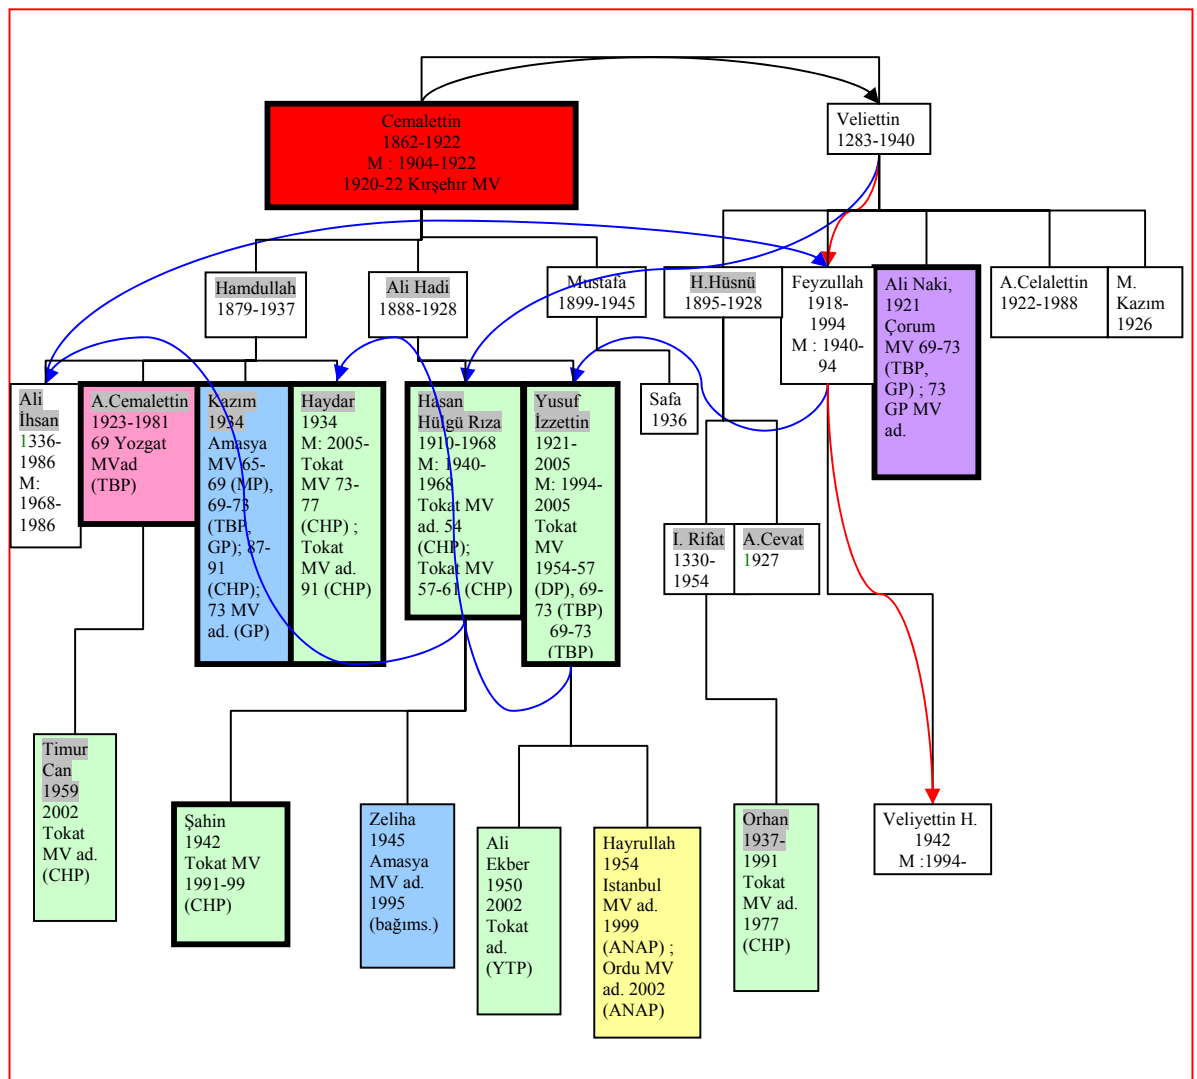 Cemalettin
1862-1922
M : 1904-1922
1920-22 Kırşehir MV
Veliettin
1283-1940
Hamdullah
1879-1937
Ali Hadi
1888-1928
Mustafa
1899-1945
H.Hüsnü
1895-1928
Feyzullah
1918-
1994
M : 1940-
94
Ali Naki,
1921
Çorum
MV 69-73
(TBP,
GP) ; 73
GP MV
ad.
A.Celalettin
1922-1988
M.
Kazım
1926
Ali
İhsan
1336-
1986
M:
1968-
1986
A.Cemalettin
1923-1981
69 Yozgat
MVad
(TBP)
Kazım
1934
Amasya
MV 65-
69 (MP),
69-73
(TBP,
GP); 87-
91
(CHP);
73 MV
ad. (GP)
Haydar
1934
M: 2005-
Tokat
MV 73-
77
(CHP) ;
Tokat
MV ad.
91 (CHP)
Hasan
Hülgü Rıza
1910-1968
M: 1940-
1968
Tokat MV
ad. 54
(CHP);
Tokat MV
57-61 (CHP)
Yusuf
İzzettin
1921-
2005
M: 1994-
2005
Tokat
MV
1954-57
(DP), 69-
73 (TBP)
69-73
(TBP)
Safa
1936
I. Rifat
1330-
1954
A.Cevat
1927
Timur
Can
1959
2002
Tokat
MV ad.
(CHP)
Şahin
1942
Tokat MV
1991-99
(CHP)
Zeliha
1945
Amasya
MV ad.
1995
(bağıms.)
Ali
Ekber
1950
2002
Tokat
ad.
(YTP)
Hayrullah
1954
Istanbul
MV ad.
1999
(ANAP) ;
Ordu MV
ad. 2002
(ANAP)
Orhan
1937-
1991
Tokat
MV ad.
1977
(CHP)
Veliyettin H.
1942
M :1994-